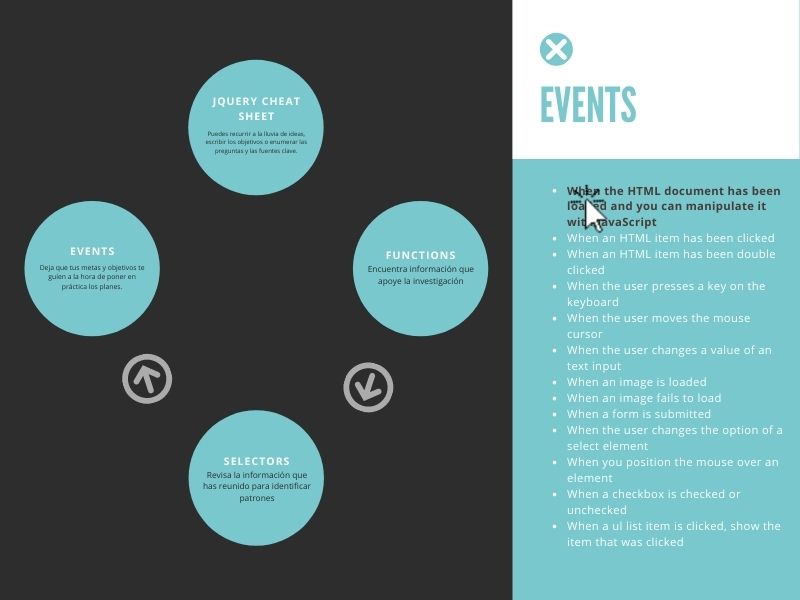 JQUERY CHEAT
SHEET
Puedes recurrir a la lluvia de ideas,
escribir los objetivos o enumerar las
preguntas y las fuentes clave.
EVENTS
Deja que tus metas y objetivos te
guíen a la hora de poner en
práctica los planes.
FUNCTIONS
Encuentra información que
apoye la investigación
SELECTORS
Revisa la información que
has reunido para identificar
patrones
EVENTS
When the HTML document has been
loaded and you can manipulate it
with JavaScript
When an HTML item has been clicked
When an HTML item has been double
clicked
When the user presses a key on the
keyboard
When the user moves the mouse
cursor
When the user changes a value of an
text input
When an image is loaded
When an image fails to load
When a form is submitted
When the user changes the option of a
select element
When you position the mouse over an
element
When a checkbox is checked or
unchecked
When a ul list item is clicked, show the
item that was clicked